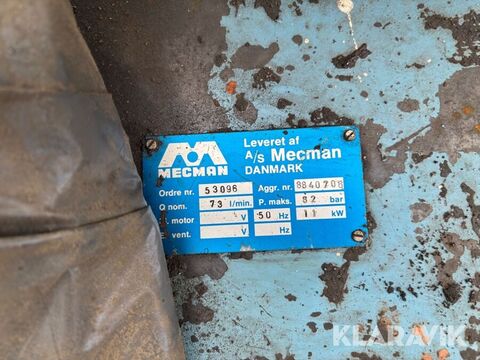 Leveret af
A/S Mecman
DANMARK
MECMAN
Ordre nr. 53096 Aggr. nr. 8840708
Q nom. 73 l/min. P. maks. 82 bar
E. motor V 50 Hz 11 kW
E. vent. V Hz
KLARAVIK